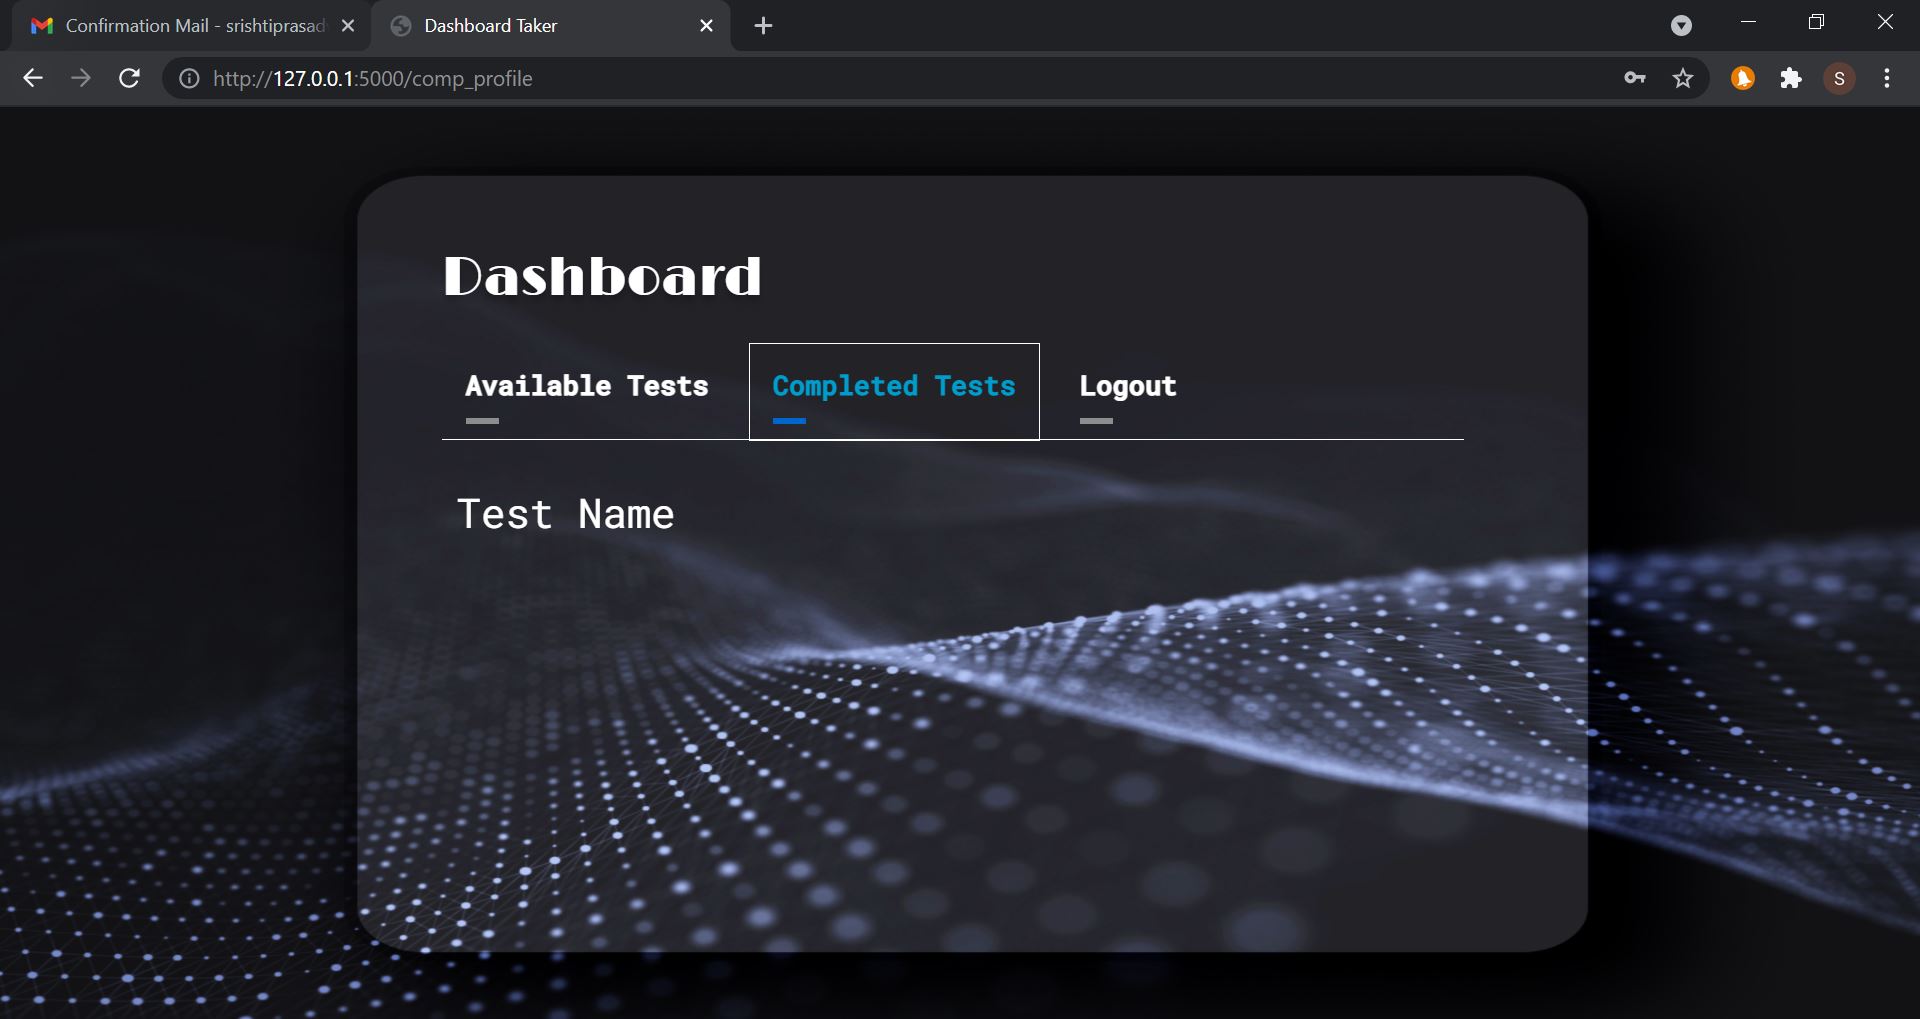 Confirmation Mail - srishtiprasad
Dashboard Taker
http://127.0.0.1:5000/comp_profile
S
Dashboard
Available Tests
Completed Tests
Logout
Test Name